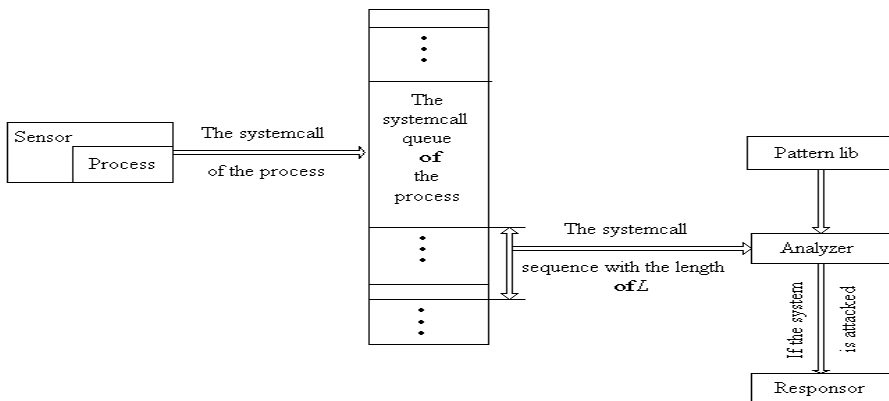 Sensor
Process
The systemcall
of the process
The
systemcall
queue
of
the
process
The systemcall
sequence with the length
of L
Pattern lib
Analyzer
If the system
is attacked
Responsor